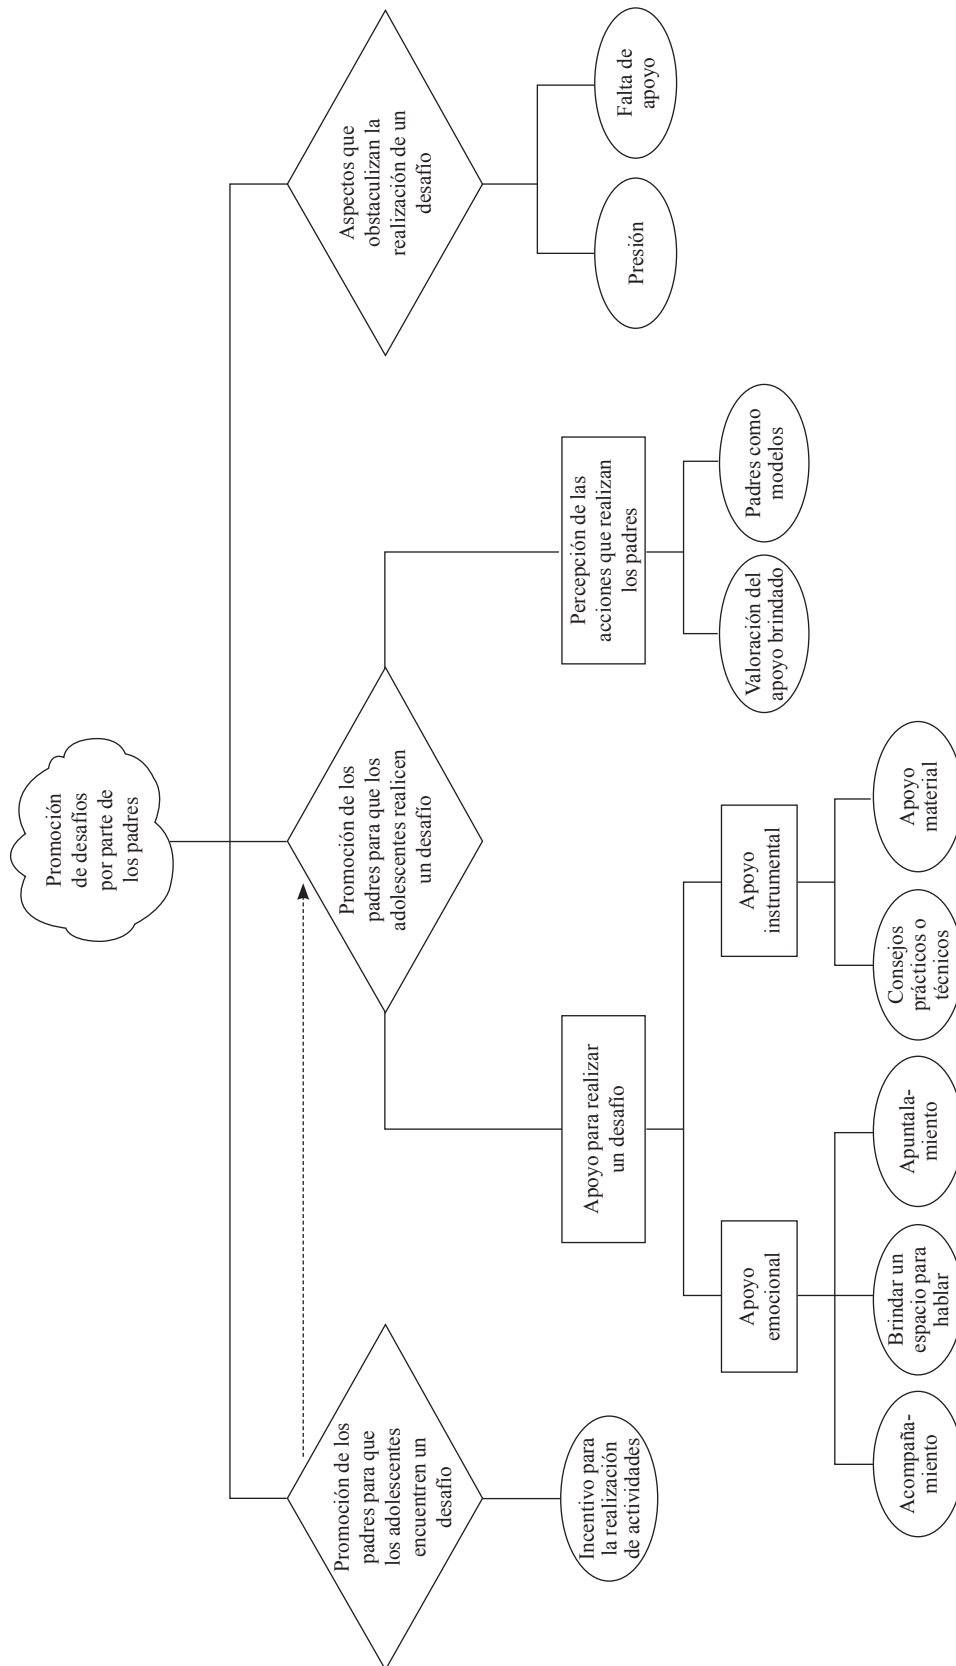 Promoción
de desafíos
por parte de
los padres
Promoción de los
padres para que
los adolescentes
encuentren un
desafío
Promoción de los
padres para que los
adolescentes realicen
un desafío
Aspectos que
obstaculizan la
realización de un
desafío
Incentivo para
la realización
de actividades
Apoyo para realizar
un desafío
Percepción de las
acciones que realizan
los padres
Presión
Falta de
apoyo
Apoyo
emocional
Apoyo
instrumental
Valoración del
apoyo brindado
Padres como
modelos
Acompaña-
miento
Brindar un
espacio para
hablar
Apuntala-
miento
Consejos
prácticos o
técnicos
Apoyo
material